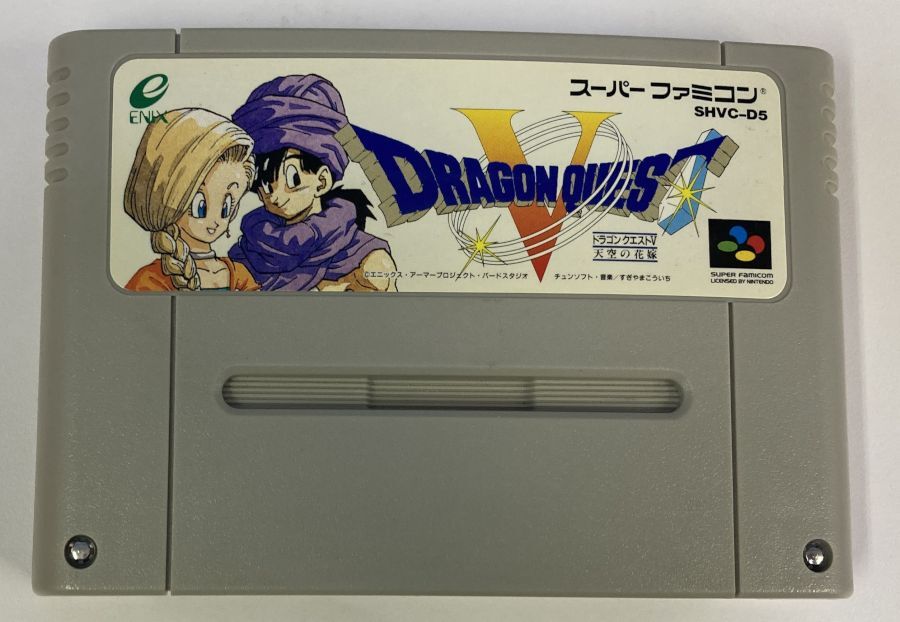 ENIX
スーパーファミコン®
SHVC-D5
DRAGON QUEST
V
ドラゴンクエストV
天空の花嫁
©エニックス・アーマープロジェクト・バードスタジオ チュンソフト・音楽/すぎやまこういち
SUPER FAMICOM
LICENSED BY NINTENDO